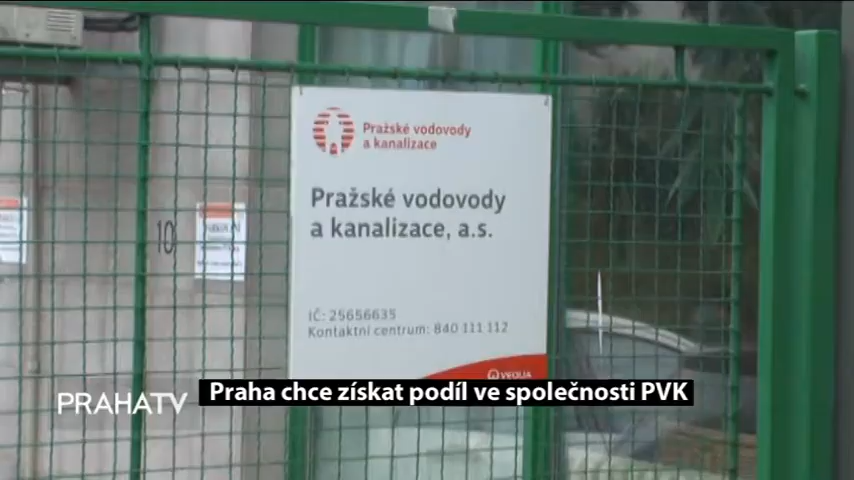 Pražské vodovody
a kanalizace
Pražské vodovody
a kanalizace, a.s.
10
IČ: 25656635
Kontaktní centrum: 840 111 112
VEOLIA
PRAHATV
Praha chce získat podíl ve společnosti PVK